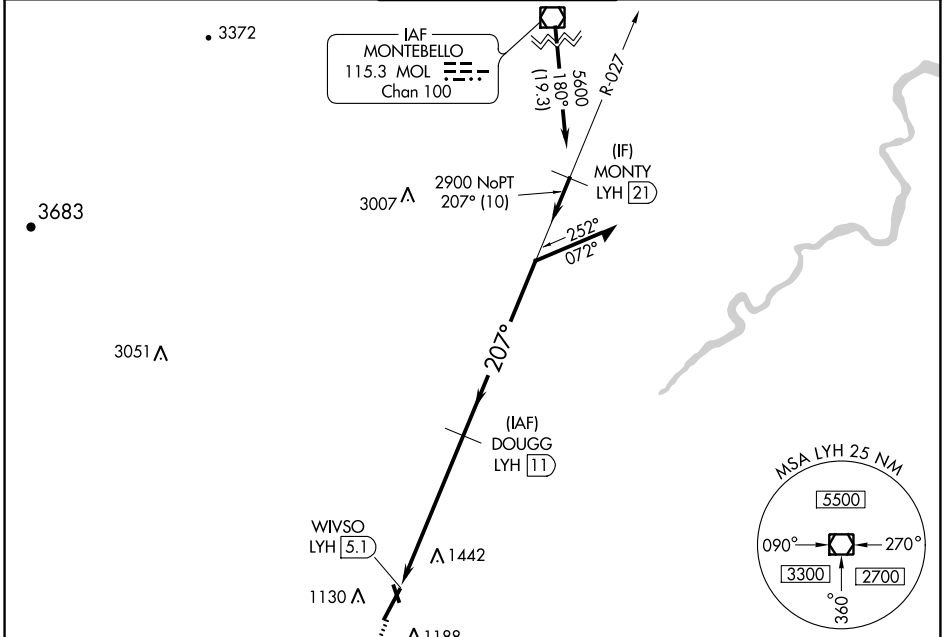 3372
IAF
MONTEBELLO
115.3 MOL
Chan 100
5600
180°
(19.3)
R-027
(IF)
MONTY
LYH 21
2900 NoPT
207° (10)
3007
3683
252°
072°
3051
207°
(IAF)
DOUGG
LYH 11
WIVSO
LYH 5.1
1442
1130
1188
MSA LYH 25 NM
5500
090°
270°
3300
2700
360°